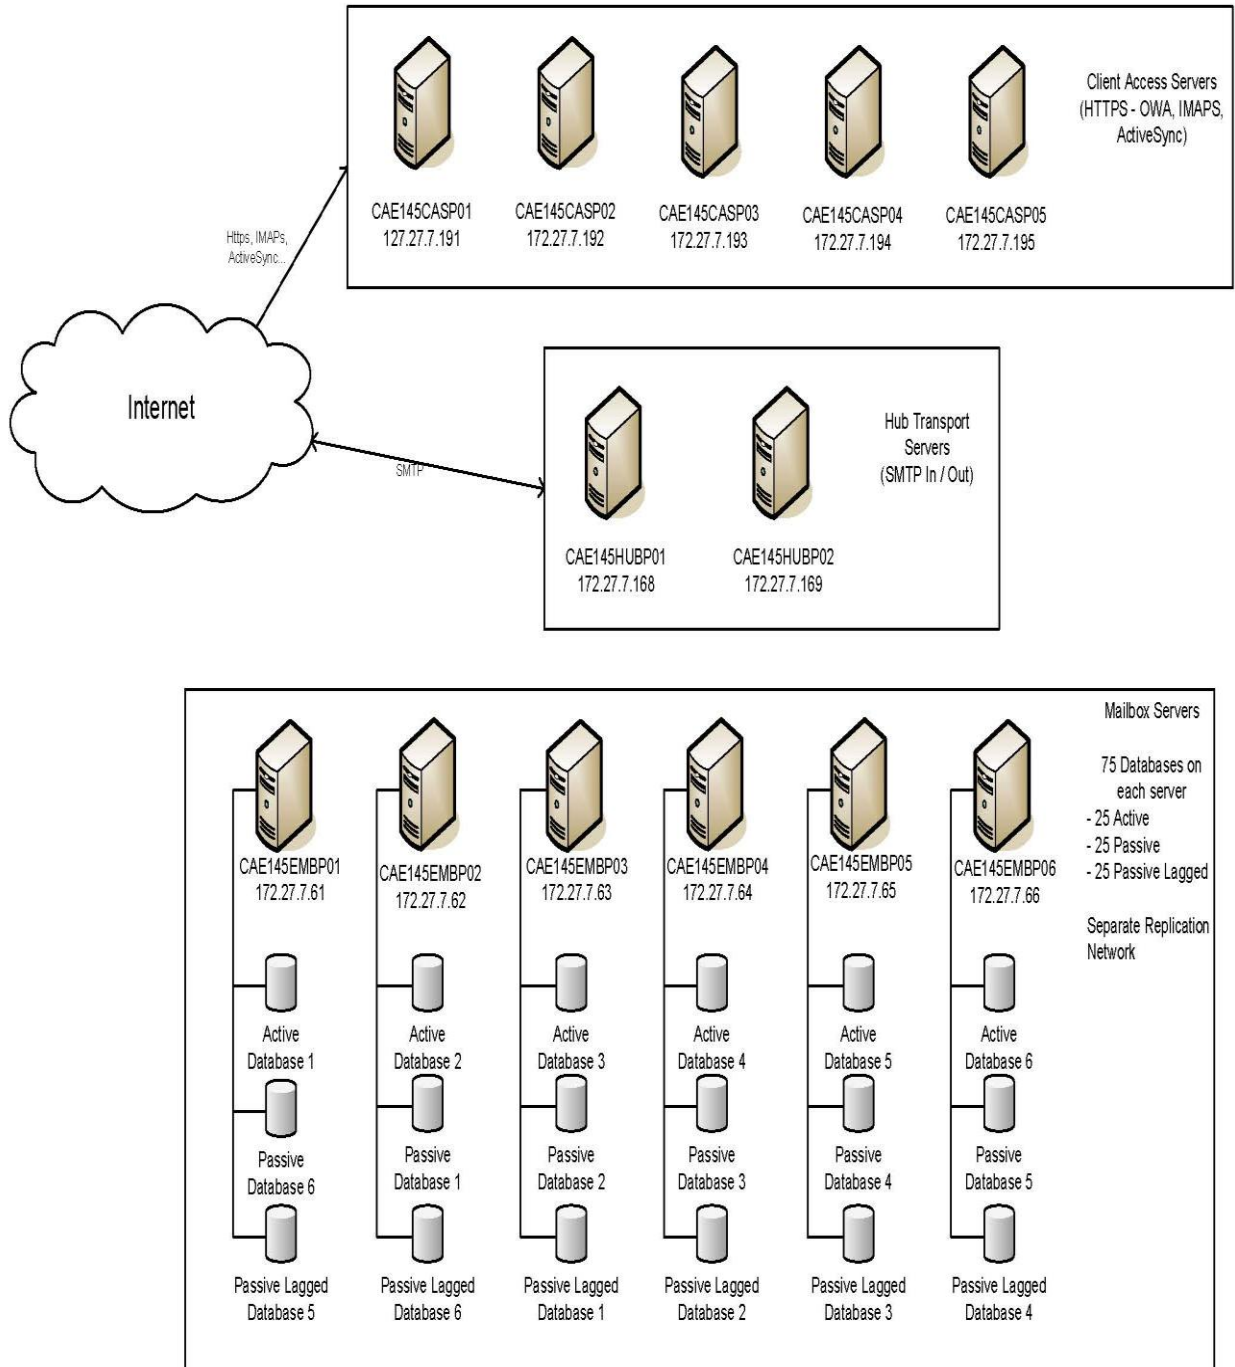 Client Access Servers
(HTTPS - OWA, IMAPS,
ActiveSync)
CAE145CASP01
127.27.7.191
CAE145CASP02
172.27.7.192
CAE145CASP03
172.27.7.193
CAE145CASP04
172.27.7.194
CAE145CASP05
172.27.7.195
Https, IMAPs,
ActiveSync...
Internet
SMTP
Hub Transport
Servers
(SMTP In / Out)
CAE145HUBP01
172.27.7.168
CAE145HUBP02
172.27.7.169
Mailbox Servers
75 Databases on
each server
- 25 Active
- 25 Passive
- 25 Passive Lagged
Separate Replication
Network
CAE145EMBP01
172.27.7.61
CAE145EMBP02
172.27.7.62
CAE145EMBP03
172.27.7.63
CAE145EMBP04
172.27.7.64
CAE145EMBP05
172.27.7.65
CAE145EMBP06
172.27.7.66
Active
Database 1
Active
Database 2
Active
Database 3
Active
Database 4
Active
Database 5
Active
Database 6
Passive
Database 6
Passive
Database 1
Passive
Database 2
Passive
Database 3
Passive
Database 4
Passive
Database 5
Passive Lagged
Database 5
Passive Lagged
Database 6
Passive Lagged
Database 1
Passive Lagged
Database 2
Passive Lagged
Database 3
Passive Lagged
Database 4